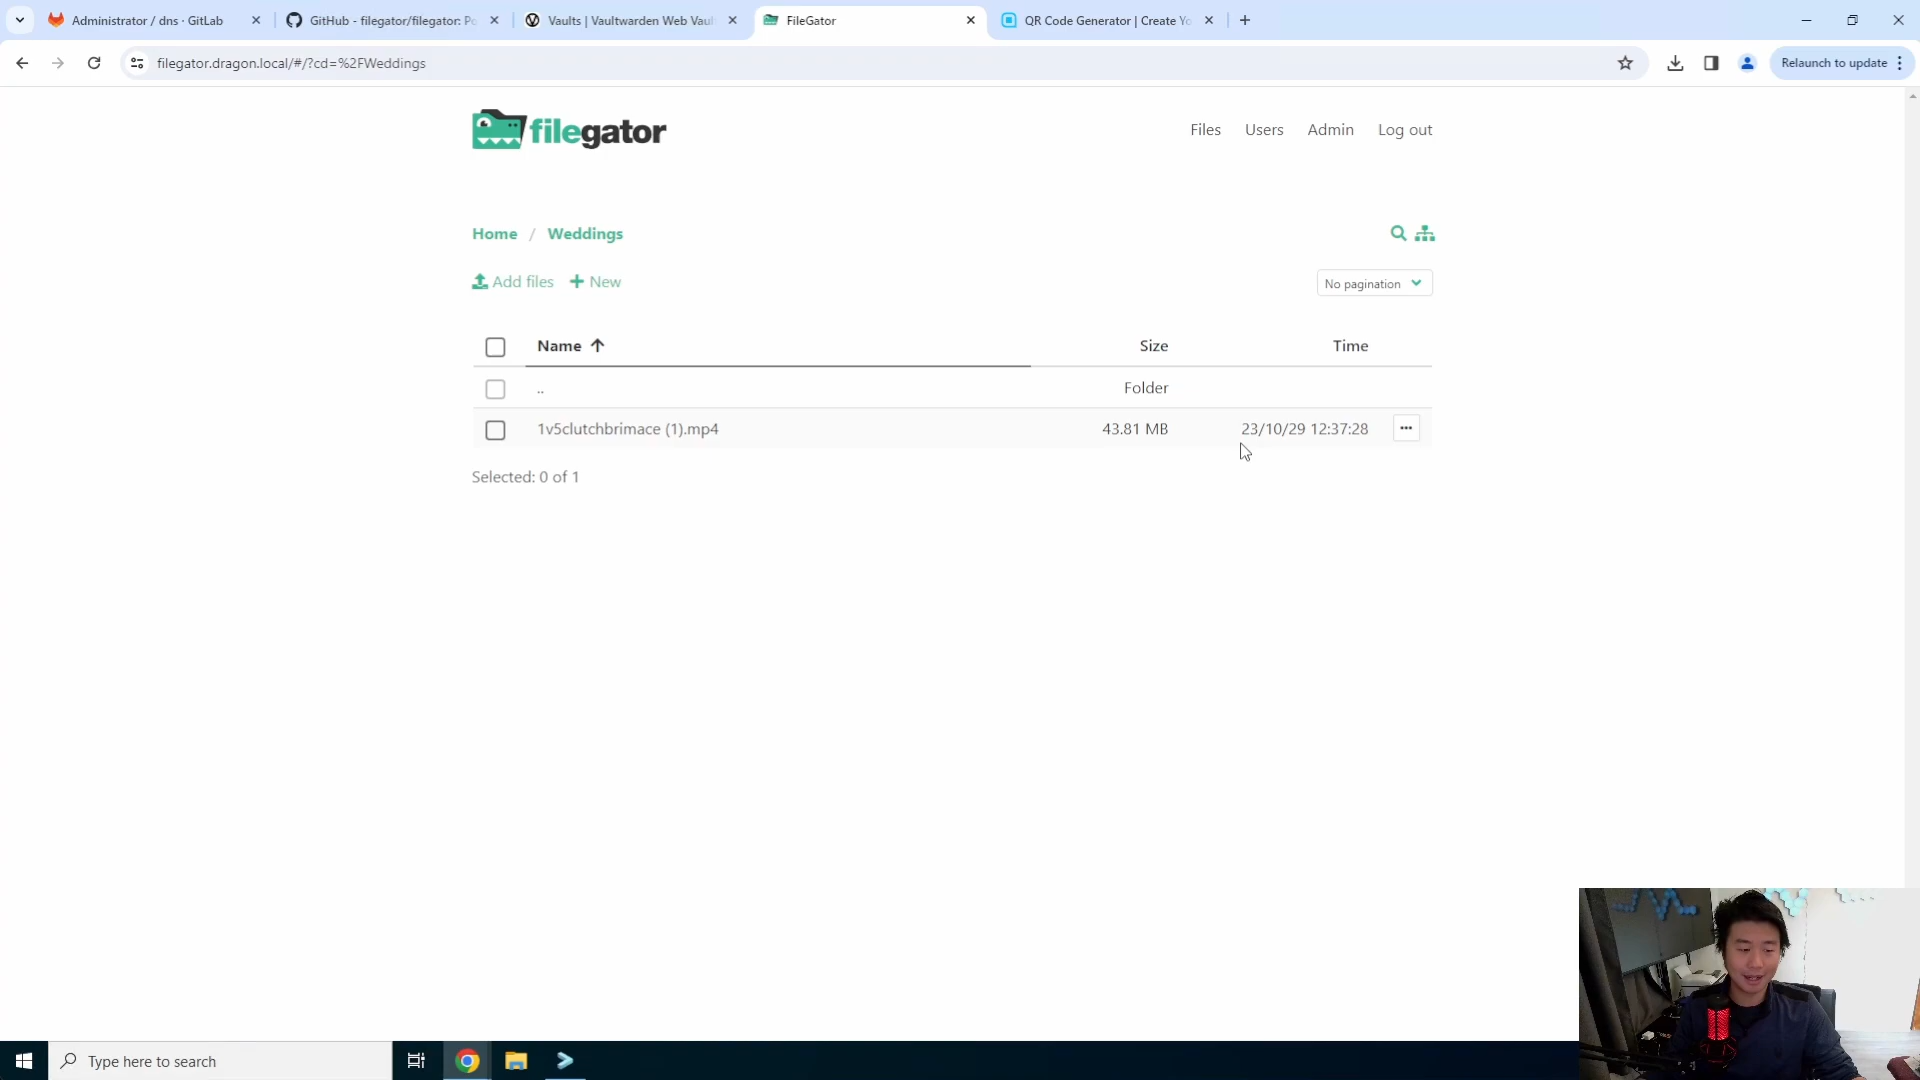 Administrator / dns · GitLab
GitHub - filegator/filegator: Po
Vaults | Vaultwarden Web Vaul
FileGator
QR Code Generator | Create Yo
filegator.dragon.local/#/?cd=%2FWeddings
Relaunch to update
filegator
Files Users Admin Log out
Home / Weddings
Add files New
No pagination
Name Size Time
.. Folder
1v5clutchbrimace (1).mp4 43.81 MB 23/10/29 12:37:28
Selected: 0 of 1
Type here to search